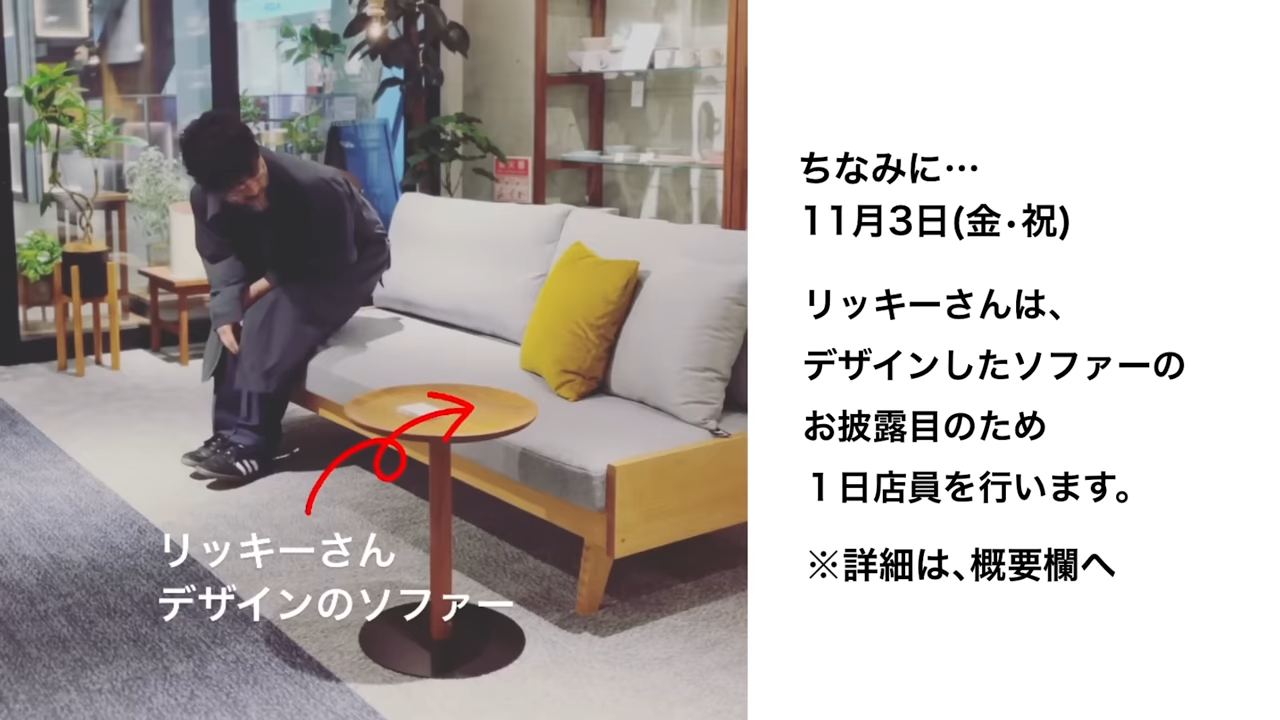 ちなみに…
11月3日(金・祝)
リッキーさんは、
デザインしたソファーの
お披露目のため
１日店員を行います。
※詳細は、概要欄へ
リッキーさん
デザインのソファー